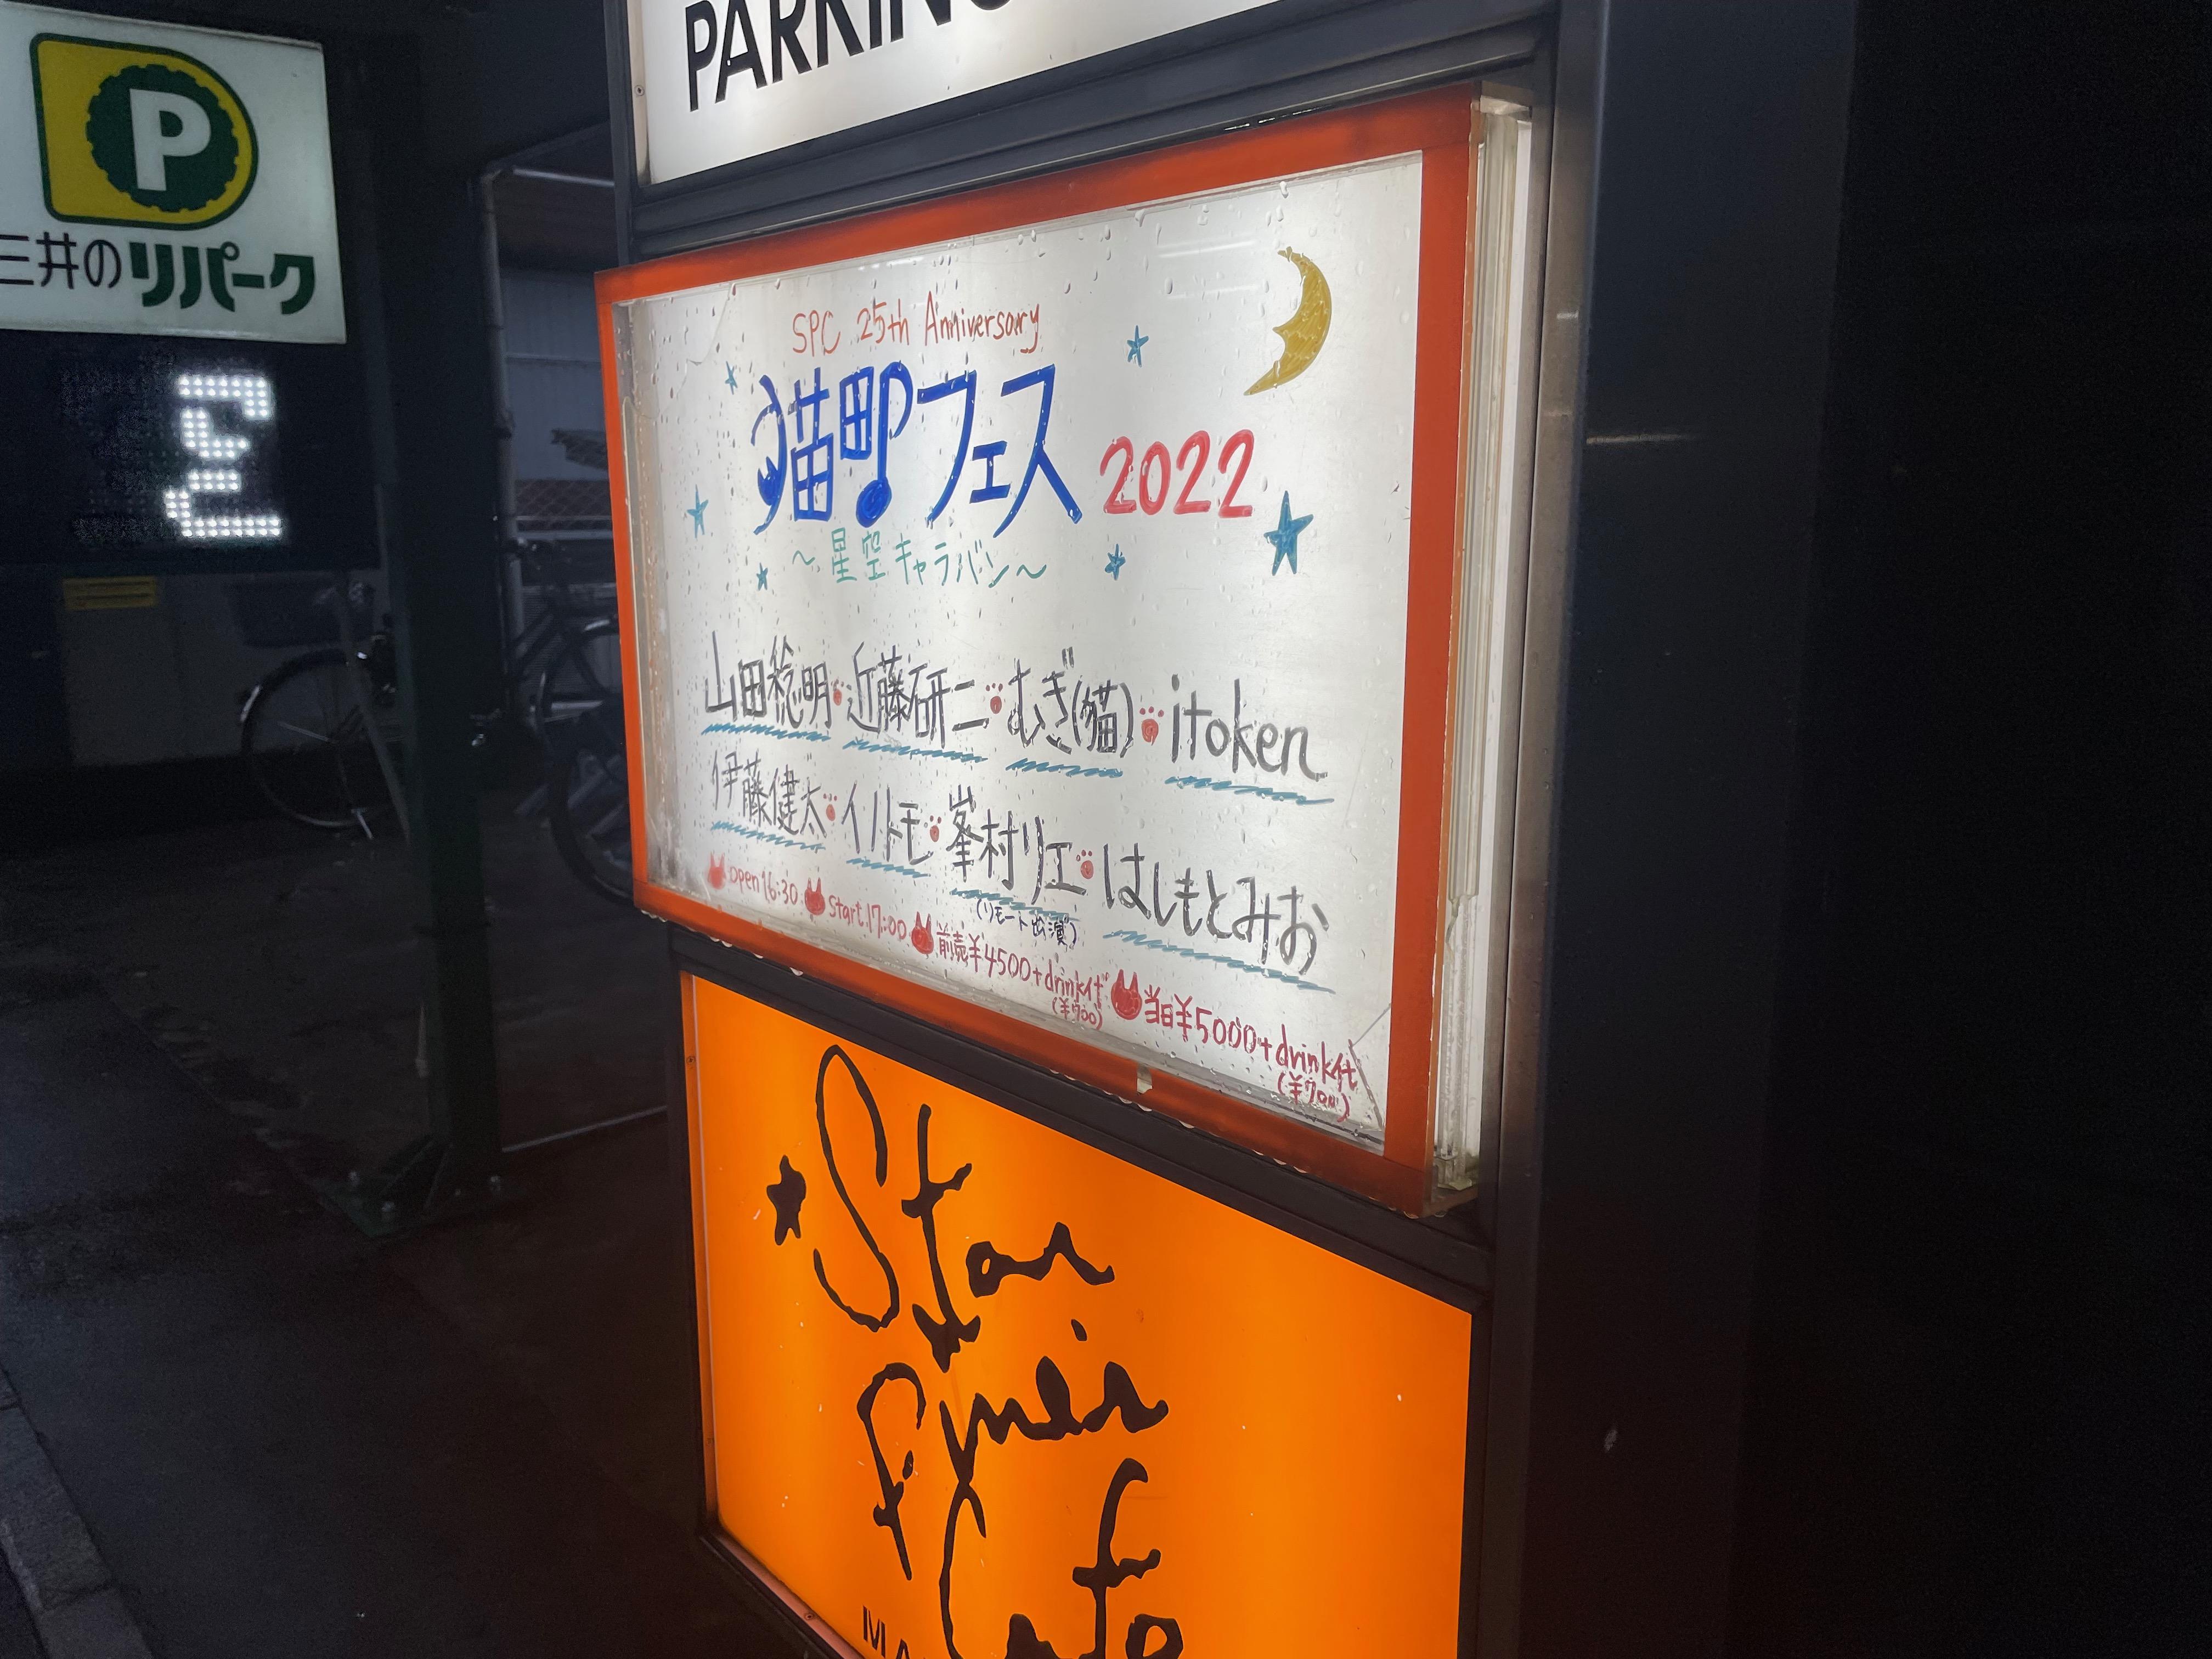 PARKING
P
三井のリパーク
SPC 25th Anniversary
猫町フェス 2022
～星空キャラバン～
山田稔明・近藤研二・むぎ(猫)・itoken
伊藤健太・イノトモ・峯村リエ・はしもとみお
(リモート出演)
open 16:30 start 17:00 前売¥4500+drink代 当日¥5000+drink代
(¥700) (¥700)
Star
Pine's
Cafe